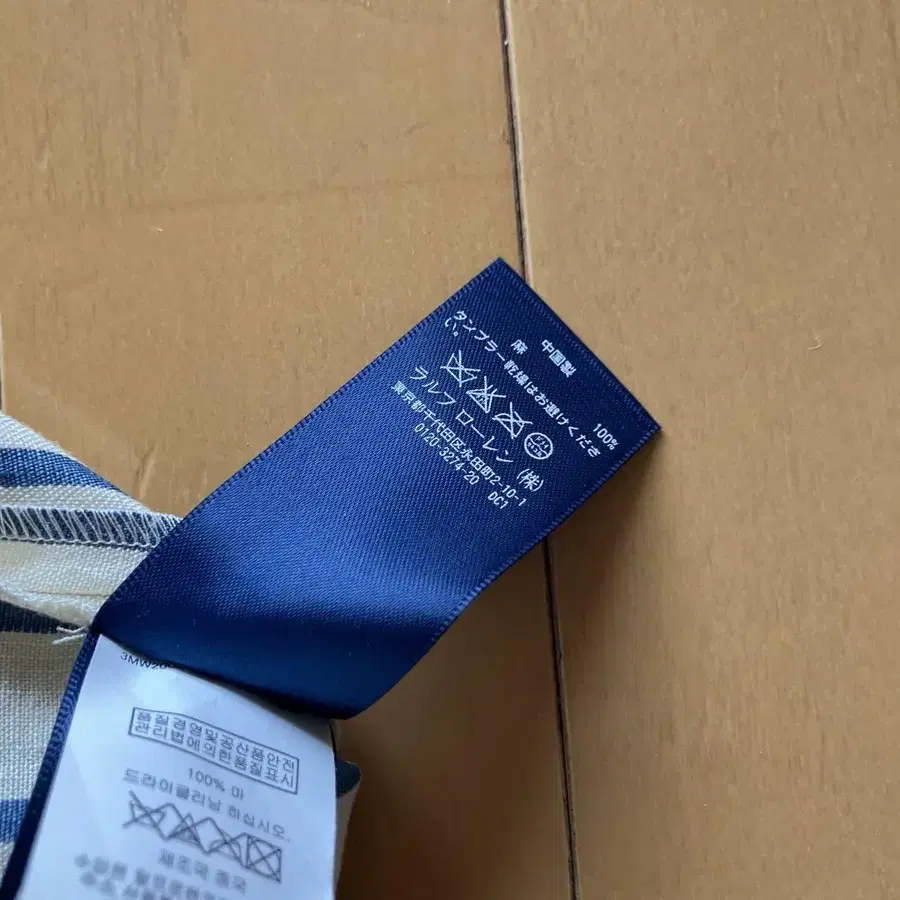 中国製
麻 100%
タンブラー乾燥はお避けくださ
い。
ラルフ ローレン (株)
東京都千代田区永田町2-10-1
0120-3274-20 DC1
품질경영및공산품안전
관리법에의한품질표시
100% 마
드라이클리닝 하십시오.
제조국 중국